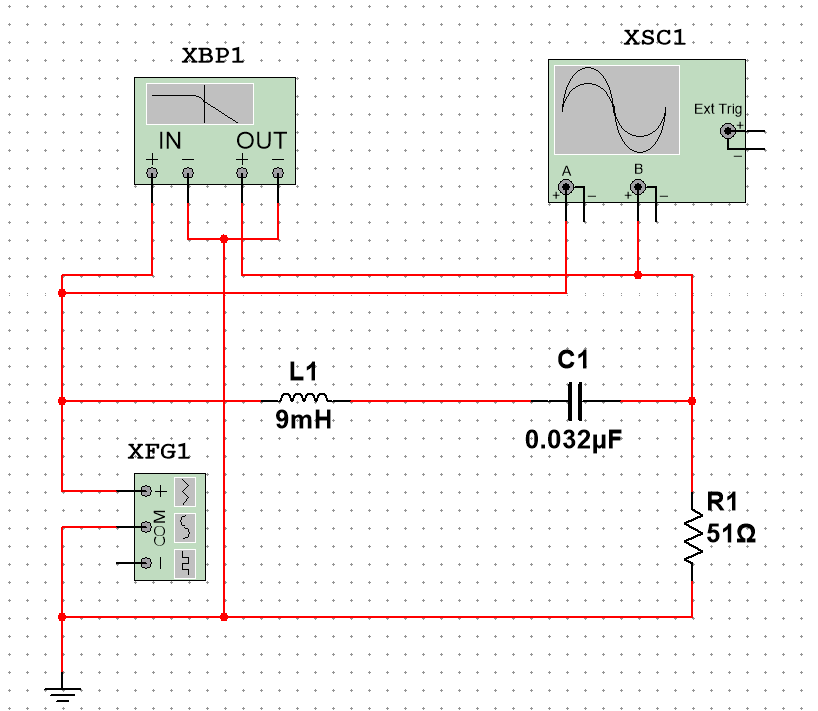 XBP1
XSC1
IN OUT
+ − + −
Ext Trig
+
−
A
B
+ −
+ −
L1
9mH
C1
0.032µF
XFG1
+
COM
−
R1
51Ω